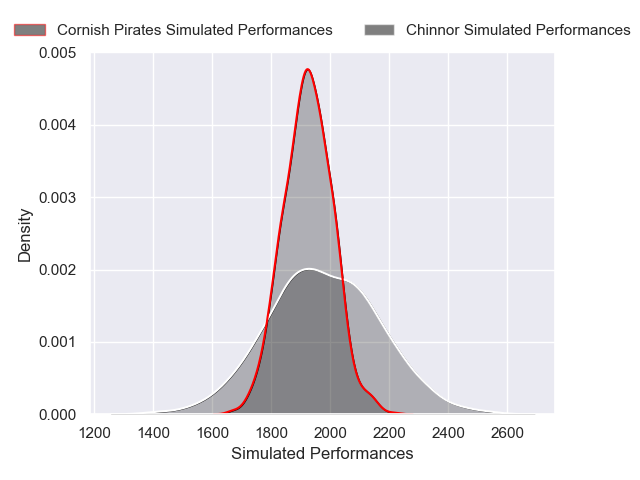 Cornish Pirates Simulated Performances Chinnor Simulated Performances
0.005
0.004
0.003
0.002
0.001
0.000
Density
1200 1400 1600 1800 2000 2200 2400 2600
Simulated Performances